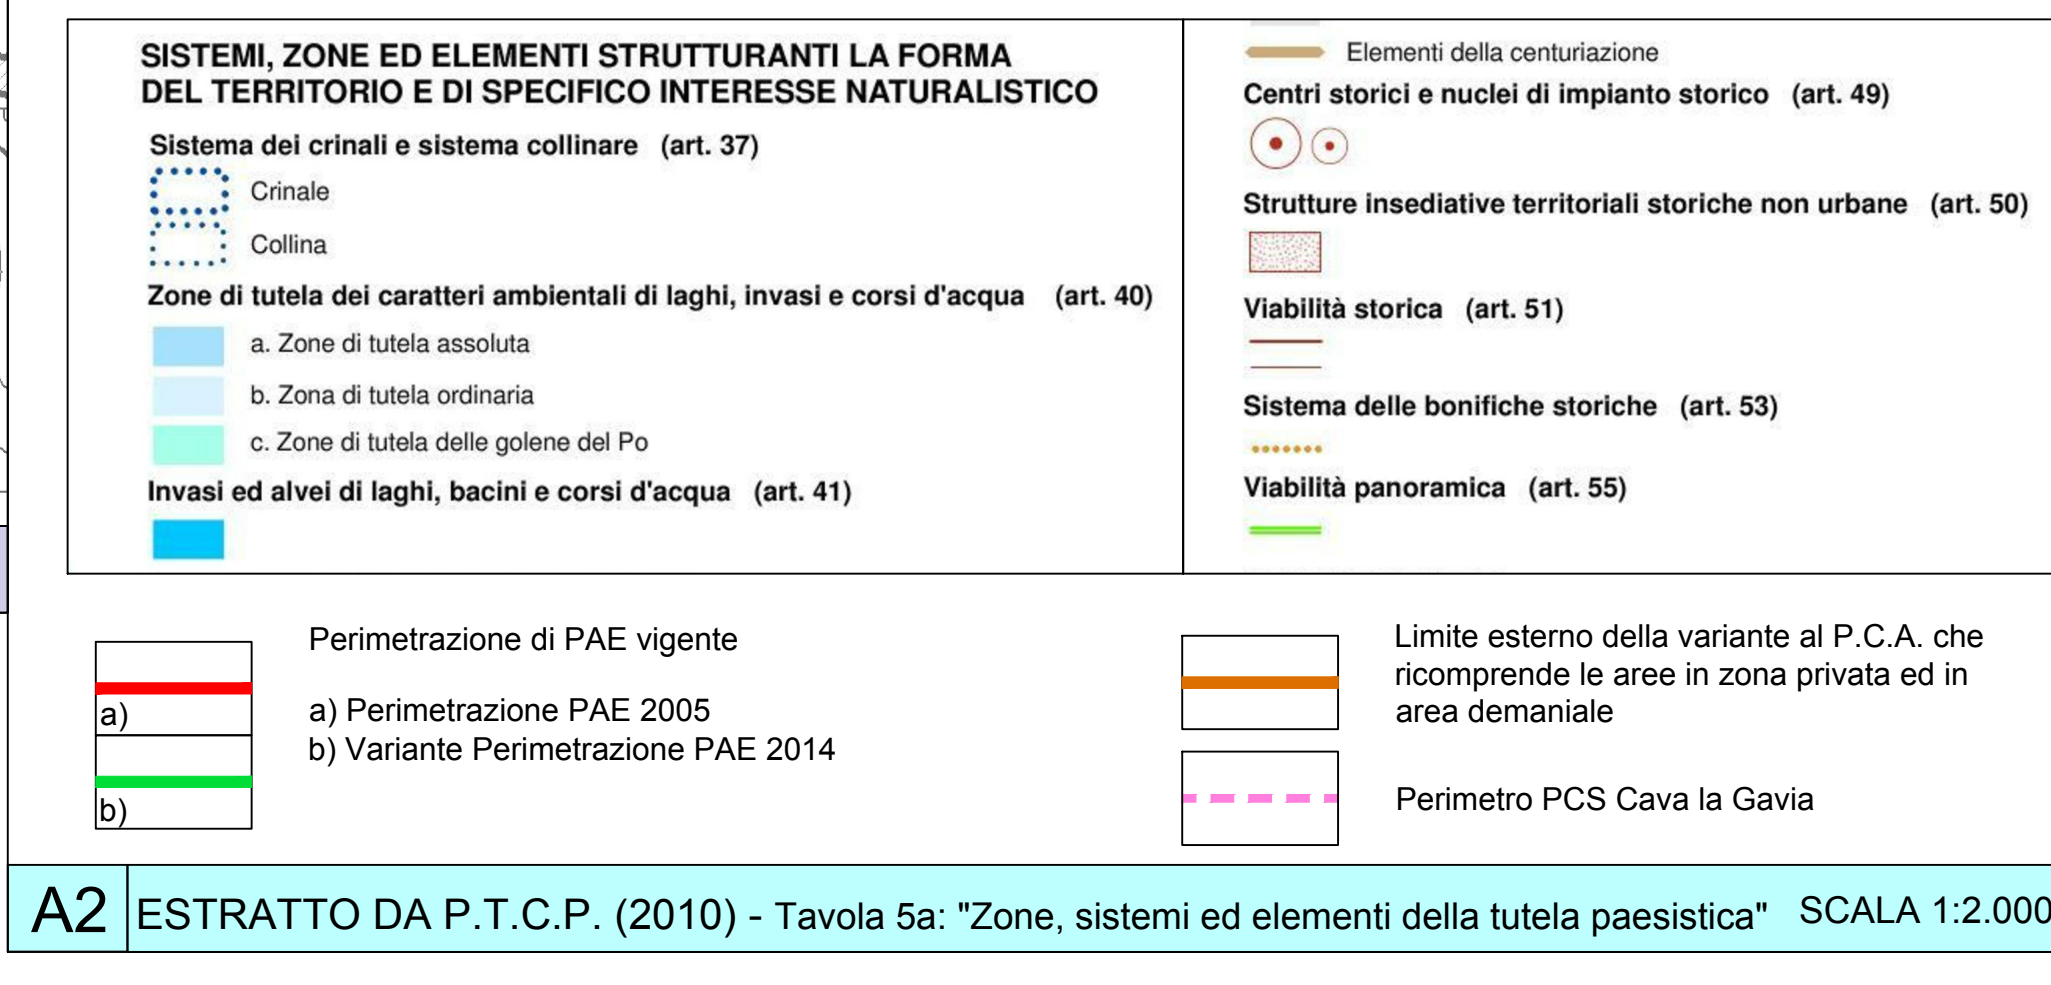 SISTEMI, ZONE ED ELEMENTI STRUTTURANTI LA FORMA
DEL TERRITORIO E DI SPECIFICO INTERESSE NATURALISTICO
Sistema dei crinali e sistema collinare (art. 37)
Crinale
Collina
Zone di tutela dei caratteri ambientali di laghi, invasi e corsi d'acqua (art. 40)
a. Zone di tutela assoluta
b. Zona di tutela ordinaria
c. Zone di tutela delle golene del Po
Invasi ed alvei di laghi, bacini e corsi d'acqua (art. 41)
Elementi della centuriazione
Centri storici e nuclei di impianto storico (art. 49)
Strutture insediative territoriali storiche non urbane (art. 50)
Viabilità storica (art. 51)
Sistema delle bonifiche storiche (art. 53)
Viabilità panoramica (art. 55)
Perimetrazione di PAE vigente
a)
a) Perimetrazione PAE 2005
b) Variante Perimetrazione PAE 2014
b)
Limite esterno della variante al P.C.A. che
ricomprende le aree in zona privata ed in
area demaniale
Perimetro PCS Cava la Gavia
A2 ESTRATTO DA P.T.C.P. (2010) - Tavola 5a: "Zone, sistemi ed elementi della tutela paesistica" SCALA 1:2.000